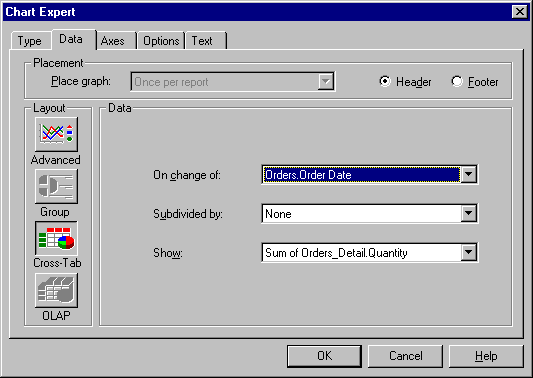 Chart Expert
Type Data Axes Options Text
Placement
Place graph: Once per report Header Footer
Layout Data
Advanced
On change of: Orders.Order Date
Group
Subdivided by: None
Cross-Tab
Show: Sum of Orders_Detail.Quantity
OLAP
OK Cancel Help